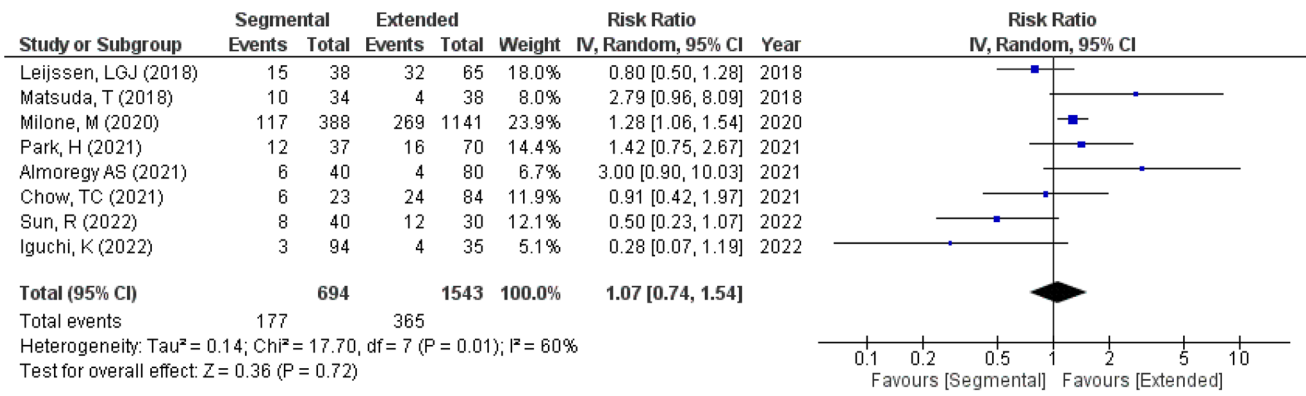 Segmental Extended Risk Ratio Risk Ratio
Study or Subgroup Events Total Events Total Weight IV, Random, 95% CI Year IV, Random, 95% CI
Leijssen, LGJ (2018) 15 38 32 65 18.0% 0.80 [0.50, 1.28] 2018
Matsuda, T (2018) 10 34 4 38 8.0% 2.79 [0.96, 8.09] 2018
Milone, M (2020) 117 388 269 1141 23.9% 1.28 [1.06, 1.54] 2020
Park, H (2021) 12 37 16 70 14.4% 1.42 [0.75, 2.67] 2021
Almoregy AS (2021) 6 40 4 80 6.7% 3.00 [0.90, 10.03] 2021
Chow, TC (2021) 6 23 24 84 11.9% 0.91 [0.42, 1.97] 2021
Sun, R (2022) 8 40 12 30 12.1% 0.50 [0.23, 1.07] 2022
Iguchi, K (2022) 3 94 4 35 5.1% 0.28 [0.07, 1.19] 2022
Total (95% CI) 694 1543 100.0% 1.07 [0.74, 1.54]
Total events 177 365
Heterogeneity: Tau² = 0.14; Chi² = 17.70, df = 7 (P = 0.01); I² = 60%
Test for overall effect: Z = 0.36 (P = 0.72)
0.1 0.2 0.5 1 2 5 10
Favours [Segmental] Favours [Extended]